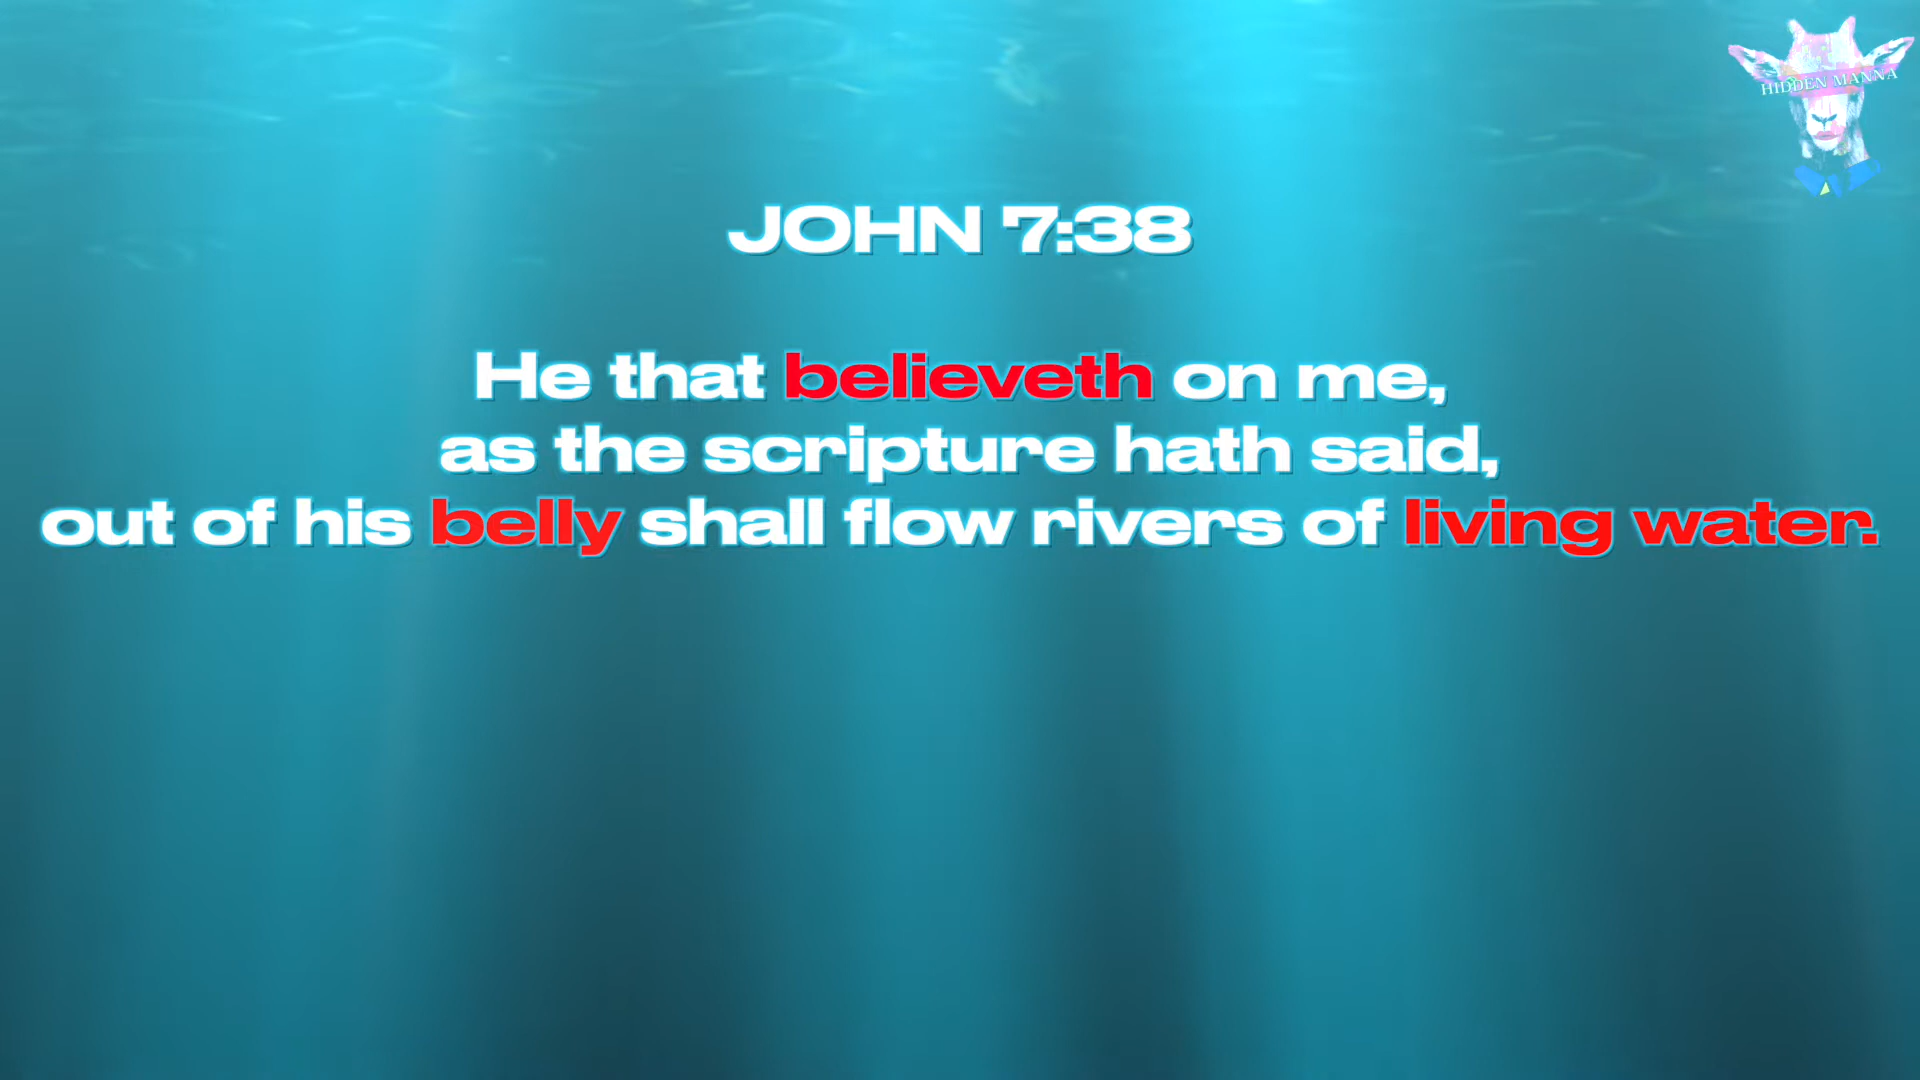 HIDDEN MANNA
JOHN 7:38
He that believeth on me,
as the scripture hath said,
out of his belly shall flow rivers of living water.